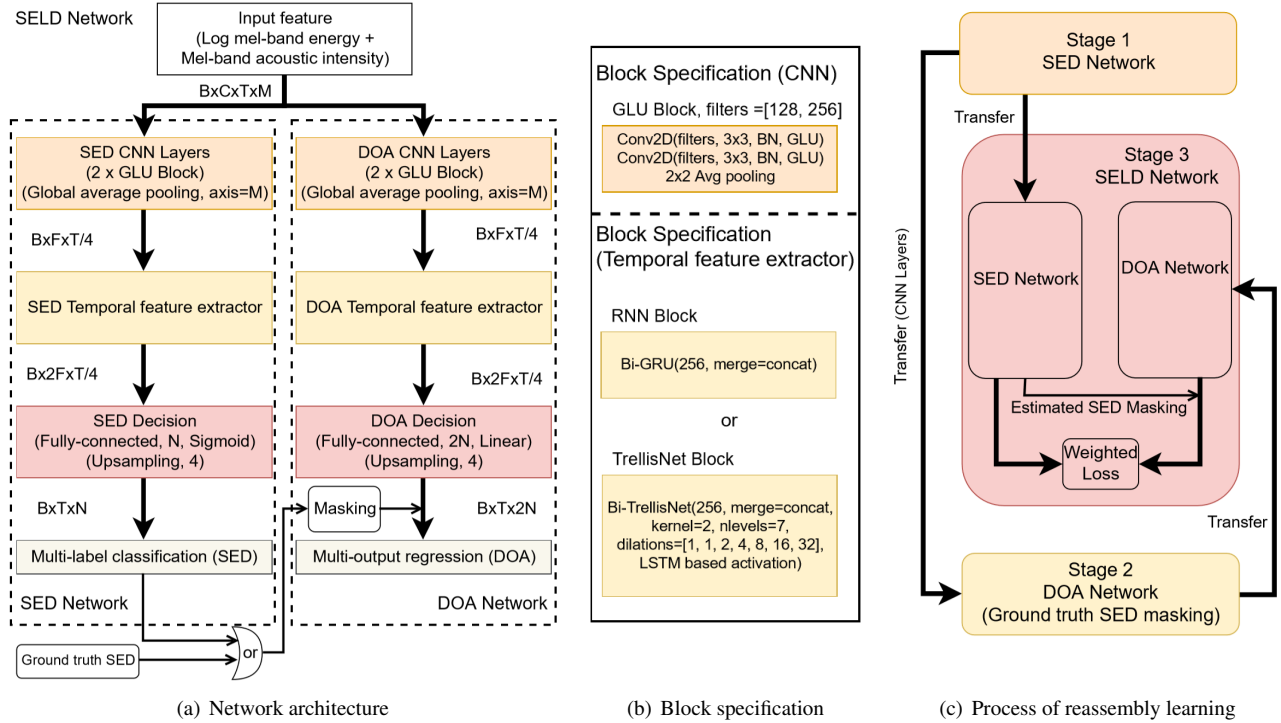 SELD Network
Input feature
(Log mel-band energy +
Mel-band acoustic intensity)
BxCxTxM
SED CNN Layers
(2 x GLU Block)
(Global average pooling, axis=M)
DOA CNN Layers
(2 x GLU Block)
(Global average pooling, axis=M)
BxFxT/4
BxFxT/4
SED Temporal feature extractor
DOA Temporal feature extractor
Bx2FxT/4
Bx2FxT/4
SED Decision
(Fully-connected, N, Sigmoid)
(Upsampling, 4)
DOA Decision
(Fully-connected, 2N, Linear)
(Upsampling, 4)
BxTxN
Masking
BxTx2N
Multi-label classification (SED)
Multi-output regression (DOA)
SED Network
DOA Network
Ground truth SED
or
(a) Network architecture
Block Specification (CNN)
GLU Block, filters =[128, 256]
Conv2D(filters, 3x3, BN, GLU)
Conv2D(filters, 3x3, BN, GLU)
2x2 Avg pooling
Block Specification
(Temporal feature extractor)
RNN Block
Bi-GRU(256, merge=concat)
or
TrellisNet Block
Bi-TrellisNet(256, merge=concat,
kernel=2, nlevels=7,
dilations=[1, 1, 2, 4, 8, 16, 32],
LSTM based activation)
(b) Block specification
Stage 1
SED Network
Transfer
Transfer (CNN Layers)
Stage 3
SELD Network
SED Network
DOA Network
Estimated SED Masking
Weighted
Loss
Transfer
Stage 2
DOA Network
(Ground truth SED masking)
(c) Process of reassembly learning